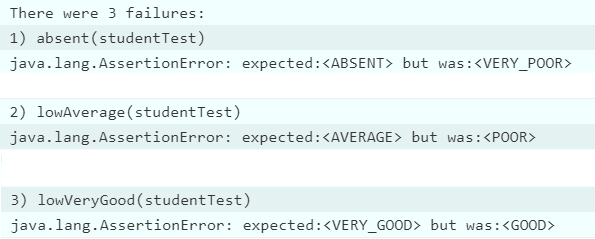 There were 3 failures:
1) absent(studentTest)
java.lang.AssertionError: expected:<ABSENT> but was:<VERY_POOR>
2) lowAverage(studentTest)
java.lang.AssertionError: expected:<AVERAGE> but was:<POOR>
3) lowVeryGood(studentTest)
java.lang.AssertionError: expected:<VERY_GOOD> but was:<GOOD>